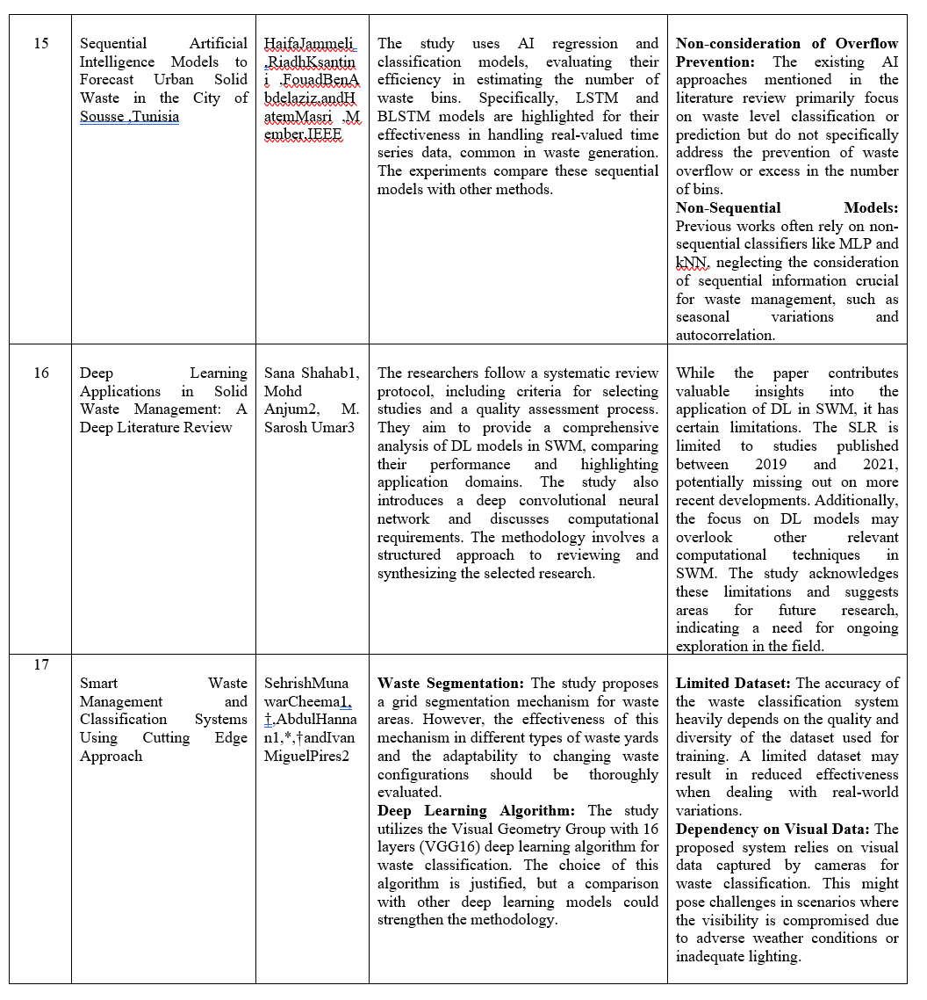 15
Sequential Artificial
Intelligence Models to
Forecast Urban Solid
Waste in the City of
Sousse ,Tunisia
HaifaJammeli
,RiadhKsantin
i ,FouadBenA
bdelaziz,andH
atemMasri ,M
ember,IEEE
The study uses AI regression and
classification models, evaluating their
efficiency in estimating the number of
waste bins. Specifically, LSTM and
BLSTM models are highlighted for their
effectiveness in handling real-valued time
series data, common in waste generation.
The experiments compare these sequential
models with other methods.
Non-consideration of Overflow
Prevention: The existing AI
approaches mentioned in the
literature review primarily focus
on waste level classification or
prediction but do not specifically
address the prevention of waste
overflow or excess in the number
of bins.
Non-Sequential Models:
Previous works often rely on non-
sequential classifiers like MLP and
kNN, neglecting the consideration
of sequential information crucial
for waste management, such as
seasonal variations and
autocorrelation.
16
Deep Learning
Applications in Solid
Waste Management: A
Deep Literature Review
Sana Shahab1,
Mohd
Anjum2, M.
Sarosh Umar3
The researchers follow a systematic review
protocol, including criteria for selecting
studies and a quality assessment process.
They aim to provide a comprehensive
analysis of DL models in SWM, comparing
their performance and highlighting
application domains. The study also
introduces a deep convolutional neural
network and discusses computational
requirements. The methodology involves a
structured approach to reviewing and
synthesizing the selected research.
While the paper contributes
valuable insights into the
application of DL in SWM, it has
certain limitations. The SLR is
limited to studies published
between 2019 and 2021,
potentially missing out on more
recent developments. Additionally,
the focus on DL models may
overlook other relevant
computational techniques in
SWM. The study acknowledges
these limitations and suggests
areas for future research,
indicating a need for ongoing
exploration in the field.
17
Smart Waste
Management and
Classification Systems
Using Cutting Edge
Approach
SehrishMuna
warCheema1,
†,AbdulHanna
n1,*,†andIvan
MiguelPires2
Waste Segmentation: The study proposes
a grid segmentation mechanism for waste
areas. However, the effectiveness of this
mechanism in different types of waste yards
and the adaptability to changing waste
configurations should be thoroughly
evaluated.
Deep Learning Algorithm: The study
utilizes the Visual Geometry Group with 16
layers (VGG16) deep learning algorithm for
waste classification. The choice of this
algorithm is justified, but a comparison
with other deep learning models could
strengthen the methodology.
Limited Dataset: The accuracy of
the waste classification system
heavily depends on the quality and
diversity of the dataset used for
training. A limited dataset may
result in reduced effectiveness
when dealing with real-world
variations.
Dependency on Visual Data: The
proposed system relies on visual
data captured by cameras for
waste classification. This might
pose challenges in scenarios where
the visibility is compromised due
to adverse weather conditions or
inadequate lighting.